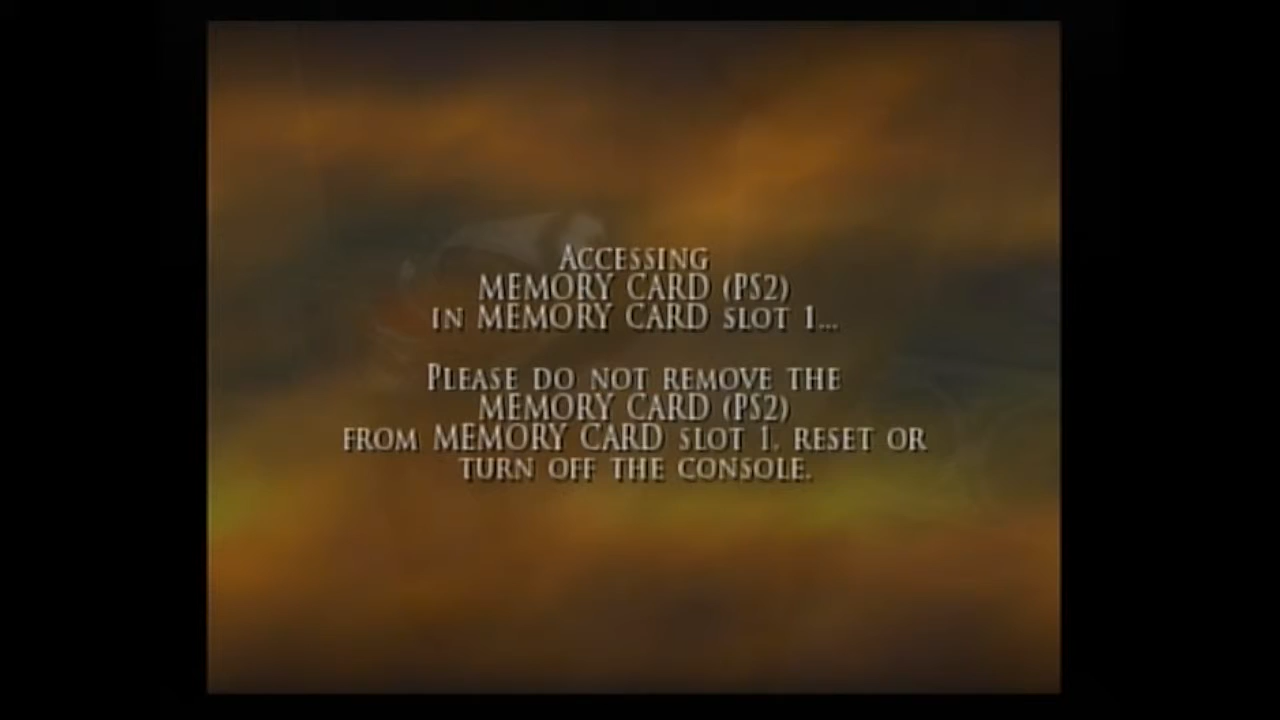 Accessing
MEMORY CARD (PS2)
in MEMORY CARD slot 1...
Please do not remove the
MEMORY CARD (PS2)
from MEMORY CARD slot 1, reset or
turn off the console.